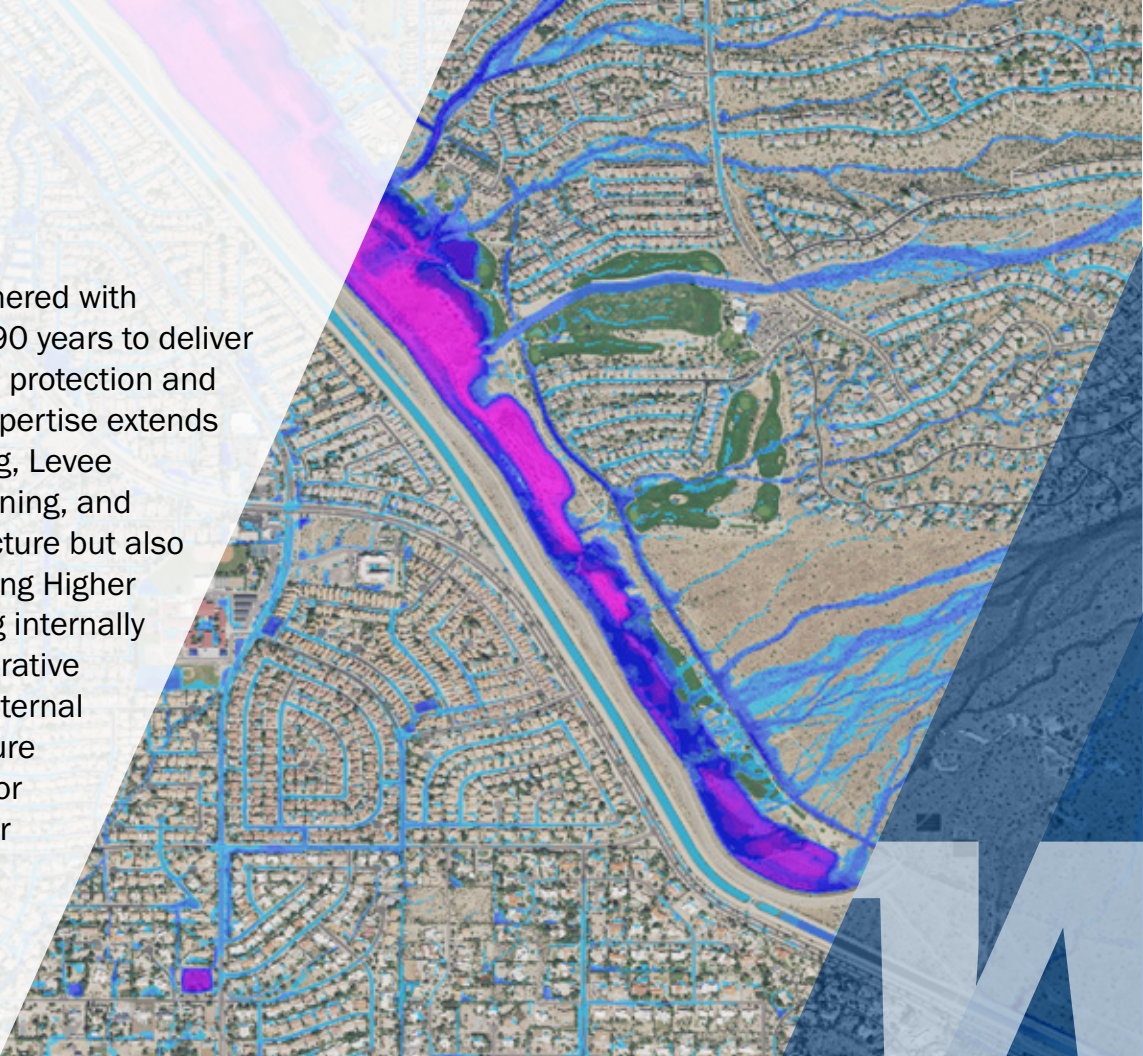 nered with
90 years to deliver
protection and
pertise extends
g, Levee
ning, and
cture but also
ng Higher
g internally
rative
ternal
ure
or
r